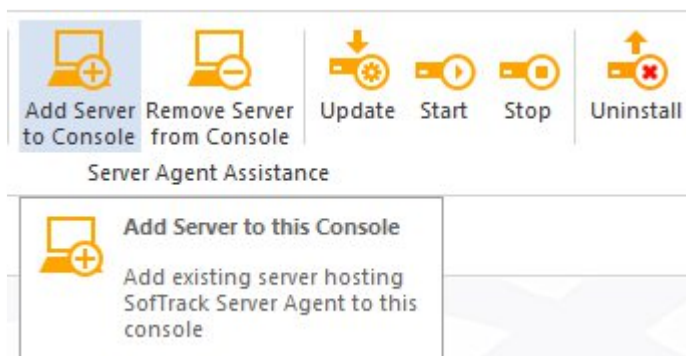 Add Server
to Console
Remove Server
from Console
Update
Start
Stop
Uninstall
Server Agent Assistance
Add Server to this Console
Add existing server hosting
SofTrack Server Agent to this
console